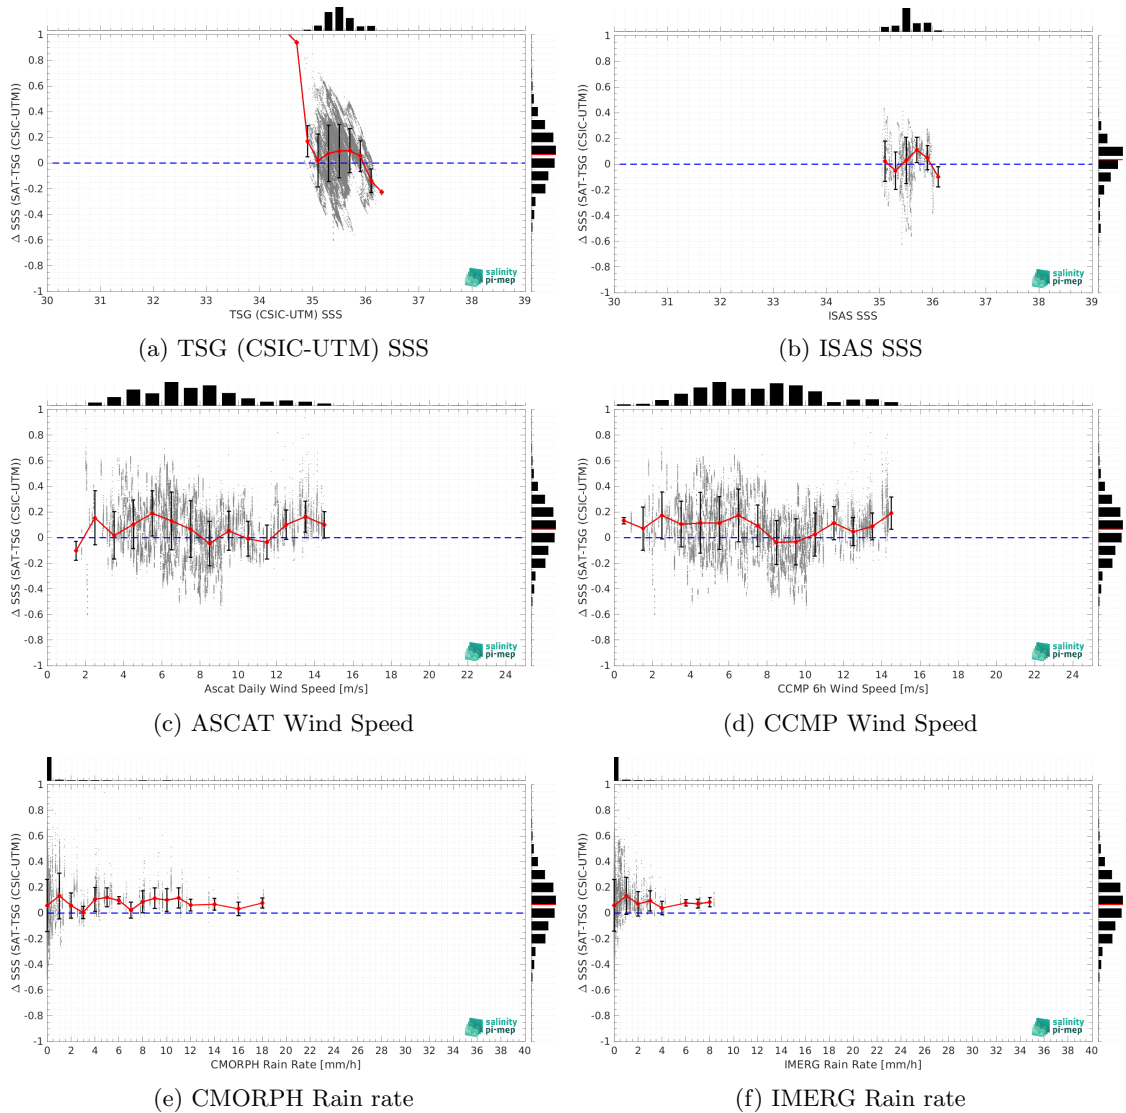 1
0.8
0.6
0.4
0.2
0
-0.2
-0.4
-0.6
-0.8
-1
Δ SSS (SAT-TSG (CSIC-UTM))
30 31 32 33 34 35 36 37 38 39
TSG (CSIC-UTM) SSS
salinity
pi-mep
(a) TSG (CSIC-UTM) SSS
1
0.8
0.6
0.4
0.2
0
-0.2
-0.4
-0.6
-0.8
-1
Δ SSS (SAT-TSG (CSIC-UTM))
30 31 32 33 34 35 36 37 38 39
ISAS SSS
salinity
pi-mep
(b) ISAS SSS
1
0.8
0.6
0.4
0.2
0
-0.2
-0.4
-0.6
-0.8
-1
Δ SSS (SAT-TSG (CSIC-UTM))
0 2 4 6 8 10 12 14 16 18 20 22 24
Ascat Daily Wind Speed [m/s]
salinity
pi-mep
(c) ASCAT Wind Speed
1
0.8
0.6
0.4
0.2
0
-0.2
-0.4
-0.6
-0.8
-1
Δ SSS (SAT-TSG (CSIC-UTM))
0 2 4 6 8 10 12 14 16 18 20 22 24
CCMP 6h Wind Speed [m/s]
salinity
pi-mep
(d) CCMP Wind Speed
1
0.8
0.6
0.4
0.2
0
-0.2
-0.4
-0.6
-0.8
-1
Δ SSS (SAT-TSG (CSIC-UTM))
0 2 4 6 8 10 12 14 16 18 20 22 24 26 28 30 32 34 36 38 40
CMORPH Rain Rate [mm/h]
salinity
pi-mep
(e) CMORPH Rain rate
1
0.8
0.6
0.4
0.2
0
-0.2
-0.4
-0.6
-0.8
-1
Δ SSS (SAT-TSG (CSIC-UTM))
0 2 4 6 8 10 12 14 16 18 20 22 24 26 28 30 32 34 36 38 40
IMERG Rain Rate [mm/h]
salinity
pi-mep
(f) IMERG Rain rate